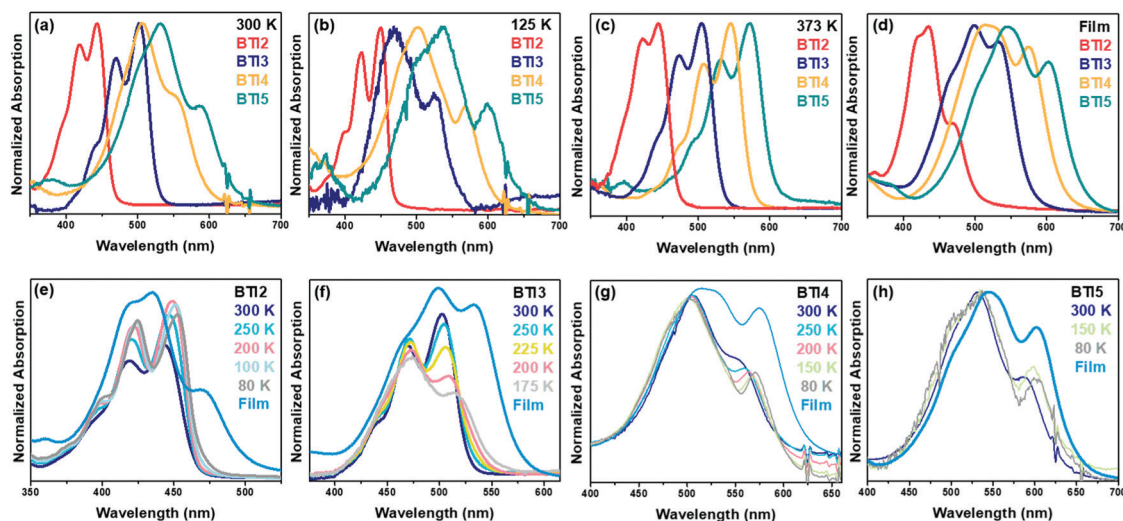 (a)
300 K
BTI2
BTI3
BTI4
BTI5
Normalized Absorption
400 500 600 700
Wavelength (nm)
(b)
125 K
BTI2
BTI3
BTI4
BTI5
Normalized Absorption
400 500 600 700
Wavelength (nm)
(c)
373 K
BTI2
BTI3
BTI4
BTI5
Normalized Absorption
400 500 600 700
Wavelength (nm)
(d)
Film
BTI2
BTI3
BTI4
BTI5
Normalized Absorption
400 500 600 700
Wavelength (nm)
(e)
BTI2
300 K
250 K
200 K
100 K
80 K
Film
Normalized Absorption
350 400 450 500
Wavelength (nm)
(f)
BTI3
300 K
250 K
225 K
200 K
175 K
Film
Normalized Absorption
400 450 500 550 600
Wavelength (nm)
(g)
BTI4
300 K
250 K
200 K
150 K
80 K
Film
Normalized Absorption
400 450 500 550 600 650
Wavelength (nm)
(h)
BTI5
300 K
150 K
80 K
Film
Normalized Absorption
400 450 500 550 600 650 700
Wavelength (nm)